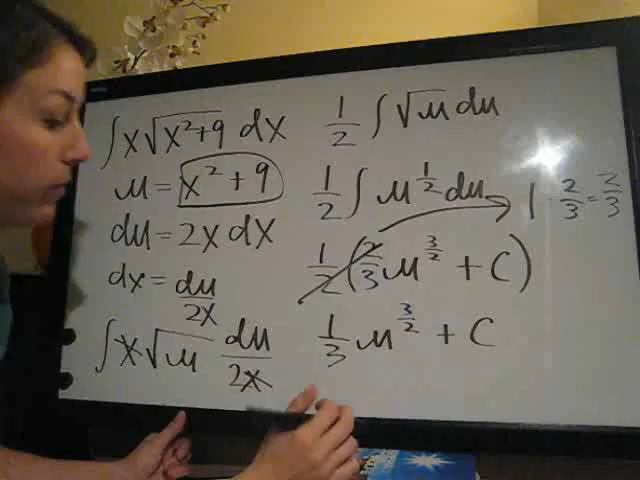 ∫x√(x²+9) dx
u = x² + 9
du = 2x dx
dx = du/2x
∫x√u du/2x
1/2 ∫√u du
1/2 ∫u^(1/2) du
1 · 2/3 = 2/3
1/2 (2/3 u^(3/2) + C)
1/3 u^(3/2) + C